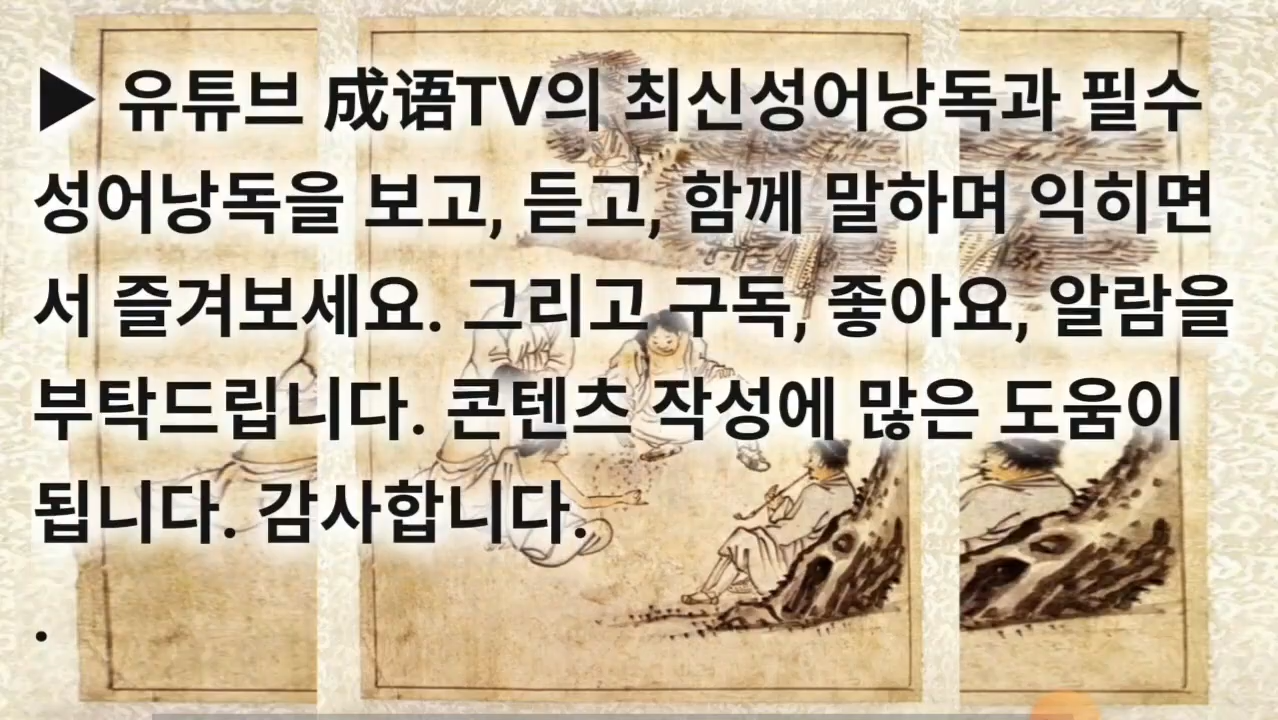 ▶ 유튜브 成语TV의 최신성어낭독과 필수
성어낭독을 보고, 듣고, 함께 말하며 익히면
서 즐겨보세요. 그리고 구독, 좋아요, 알람을
부탁드립니다. 콘텐츠 작성에 많은 도움이
됩니다. 감사합니다.
.